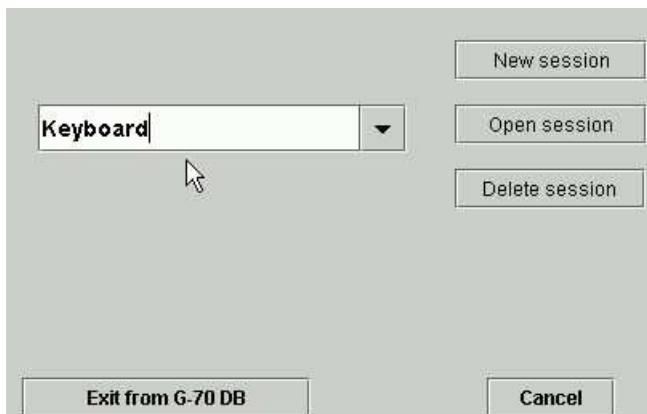 New session
Keyboard
Open session
Delete session
Exit from G-70 DB
Cancel